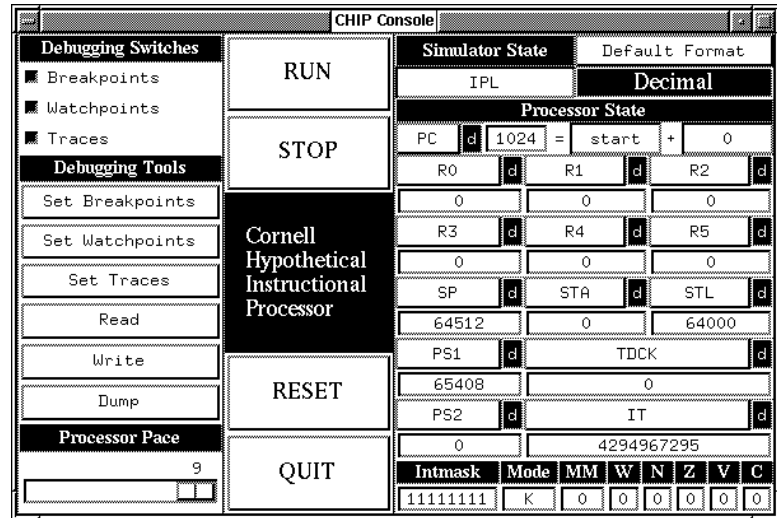 CHIP Console
Debugging Switches
Breakpoints
Watchpoints
Traces
Debugging Tools
Set Breakpoints
Set Watchpoints
Set Traces
Read
Write
Dump
Processor Pace
9
RUN
STOP
Cornell
Hypothetical
Instructional
Processor
RESET
QUIT
Simulator State Default Format
IPL Decimal
Processor State
PC d 1024 = start + 0
R0 d R1 d R2 d
0 0 0
R3 d R4 d R5 d
0 0 0
SP d STA d STL d
64512 0 64000
PS1 d TDCK d
65408 0
PS2 d IT d
0 4294967295
Intmask Mode MM W N Z V C
11111111 K 0 0 0 0 0 0